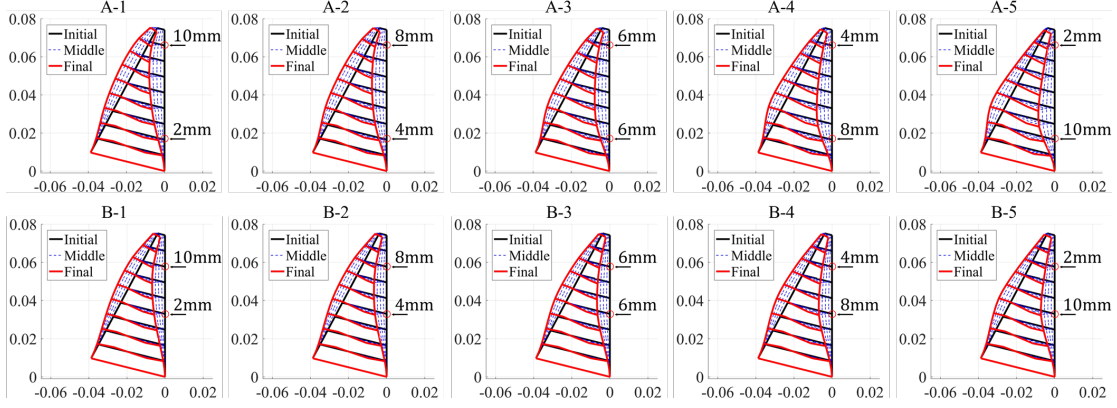 A-1 A-2 A-3 A-4 A-5
0.08 0.08 0.08 0.08 0.08
Initial 10mm Initial 8mm Initial 6mm Initial 4mm Initial 2mm
Middle Middle Middle Middle Middle
0.06 0.06 0.06 0.06 0.06
Final Final Final Final Final
0.04 0.04 0.04 0.04 0.04
2mm 4mm 6mm 8mm 10mm
0.02 0.02 0.02 0.02 0.02
0 0 0 0 0
-0.06 -0.04 -0.02 0 0.02 -0.06 -0.04 -0.02 0 0.02 -0.06 -0.04 -0.02 0 0.02 -0.06 -0.04 -0.02 0 0.02 -0.06 -0.04 -0.02 0 0.02
B-1 B-2 B-3 B-4 B-5
0.08 0.08 0.08 0.08 0.08
Initial Initial Initial Initial Initial
Middle 10mm Middle 8mm Middle 6mm Middle 4mm Middle 2mm
0.06 0.06 0.06 0.06 0.06
Final Final Final Final Final
0.04 0.04 0.04 0.04 0.04
2mm 4mm 6mm 8mm 10mm
0.02 0.02 0.02 0.02 0.02
0 0 0 0 0
-0.06 -0.04 -0.02 0 0.02 -0.06 -0.04 -0.02 0 0.02 -0.06 -0.04 -0.02 0 0.02 -0.06 -0.04 -0.02 0 0.02 -0.06 -0.04 -0.02 0 0.02